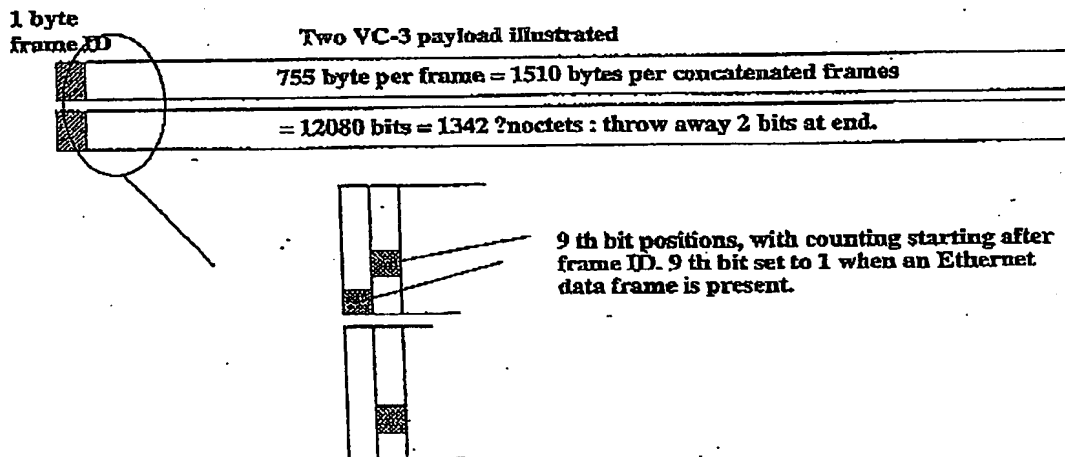 1 byte
frame ID
Two VC-3 payload illustrated
755 byte per frame = 1510 bytes per concatenated frames
= 12080 bits = 1342 ?noctets : throw away 2 bits at end.
9 th bit positions, with counting starting after
frame ID. 9 th bit set to 1 when an Ethernet
data frame is present.